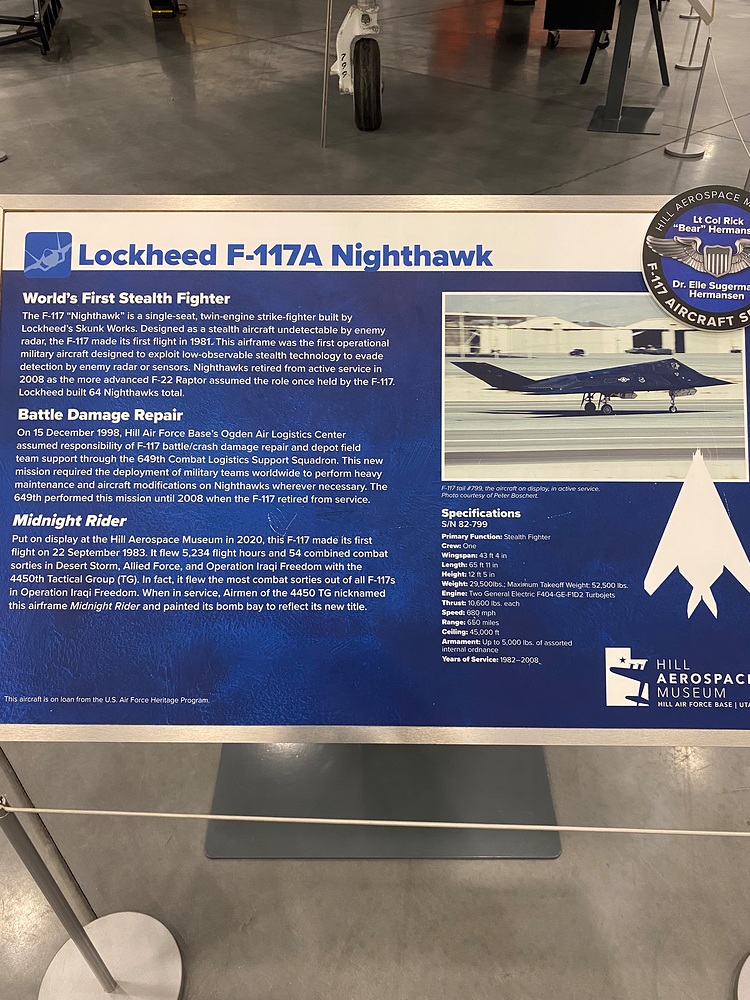 Lockheed F-117A Nighthawk
World's First Stealth Fighter
The F-117 "Nighthawk" is a single-seat, twin-engine strike-fighter built by
Lockheed's Skunk Works. Designed as a stealth aircraft undetectable by enemy
radar, the F-117 made its first flight in 1981. This airframe was the first operational
military aircraft designed to exploit low-observable stealth technology to evade
detection by enemy radar or sensors. Nighthawks retired from active service in
2008 as the more advanced F-22 Raptor assumed the role once held by the F-117.
Lockheed built 64 Nighthawks total.
Battle Damage Repair
On 15 December 1998, Hill Air Force Base's Ogden Air Logistics Center
assumed responsibility of F-117 battle/crash damage repair and depot field
team support through the 649th Combat Logistics Support Squadron. This new
mission required the deployment of military teams worldwide to perform heavy
maintenance and aircraft modifications on Nighthawks wherever necessary. The
649th performed this mission until 2008 when the F-117 retired from service.
Midnight Rider
Put on display at the Hill Aerospace Museum in 2020, this F-117 made its first
flight on 22 September 1983. It flew 5,234 flight hours and 54 combined combat
sorties in Desert Storm, Allied Force, and Operation Iraqi Freedom with the
4450th Tactical Group (TG). In fact, it flew the most combat sorties out of all F-117s
in Operation Iraqi Freedom. When in service, Airmen of the 4450 TG nicknamed
this airframe Midnight Rider and painted its bomb bay to reflect its new title.
This aircraft is on loan from the U.S. Air Force Heritage Program.
HILL AEROSPACE M
Lt Col Rick
"Bear" Hermans
Dr. Elle Sugerma
Hermansen
F-117 AIRCRAFT S
F-117 tail #799, the aircraft on display, in active service.
Photo courtesy of Peter Boschert.
Specifications
S/N 82-799
Primary Function: Stealth Fighter
Crew: One
Wingspan: 43 ft 4 in
Length: 65 ft 11 in
Height: 12 ft 5 in
Weight: 29,500lbs.; Maximum Takeoff Weight: 52,500 lbs.
Engine: Two General Electric F404-GE-F1D2 Turbojets
Thrust: 10,600 lbs. each
Speed: 680 mph
Range: 650 miles
Ceiling: 45,000 ft
Armament: Up to 5,000 lbs. of assorted
internal ordnance
Years of Service: 1982–2008
HILL
AEROSPACE
MUSEUM
HILL AIR FORCE BASE | UTA